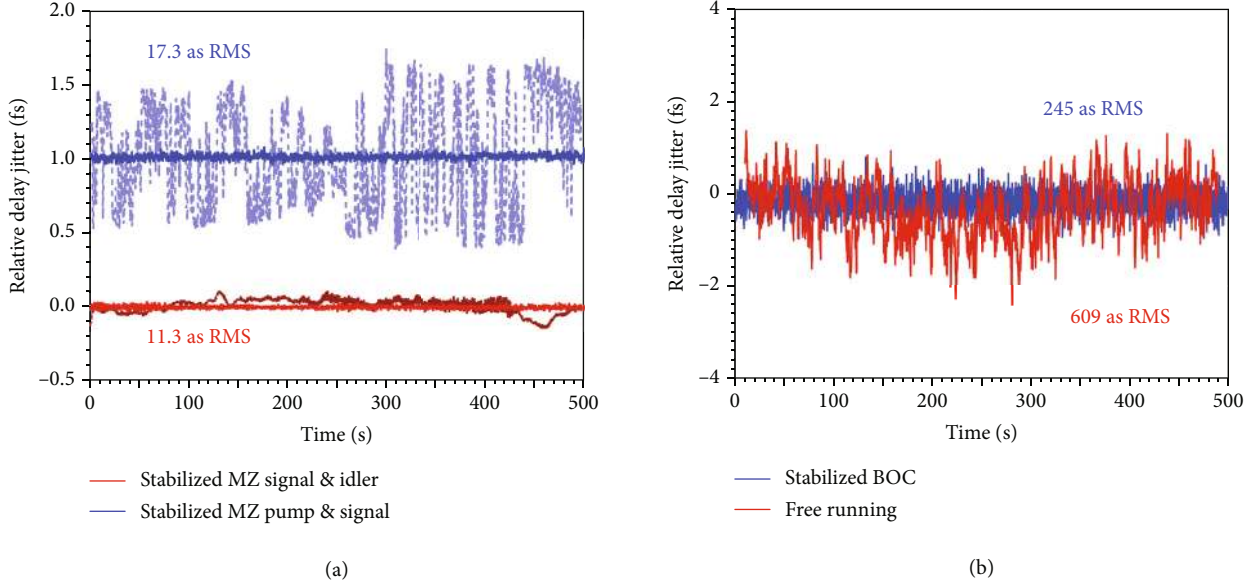 2.0
1.5
1.0
0.5
0.0
–0.5
Relative delay jitter (fs)
17.3 as RMS
11.3 as RMS
0
100
200
300
400
500
Time (s)
Stabilized MZ signal & idler
Stabilized MZ pump & signal
(a)
4
2
0
–2
–4
Relative delay jitter (fs)
245 as RMS
609 as RMS
0
100
200
300
400
500
Time (s)
Stabilized BOC
Free running
(b)